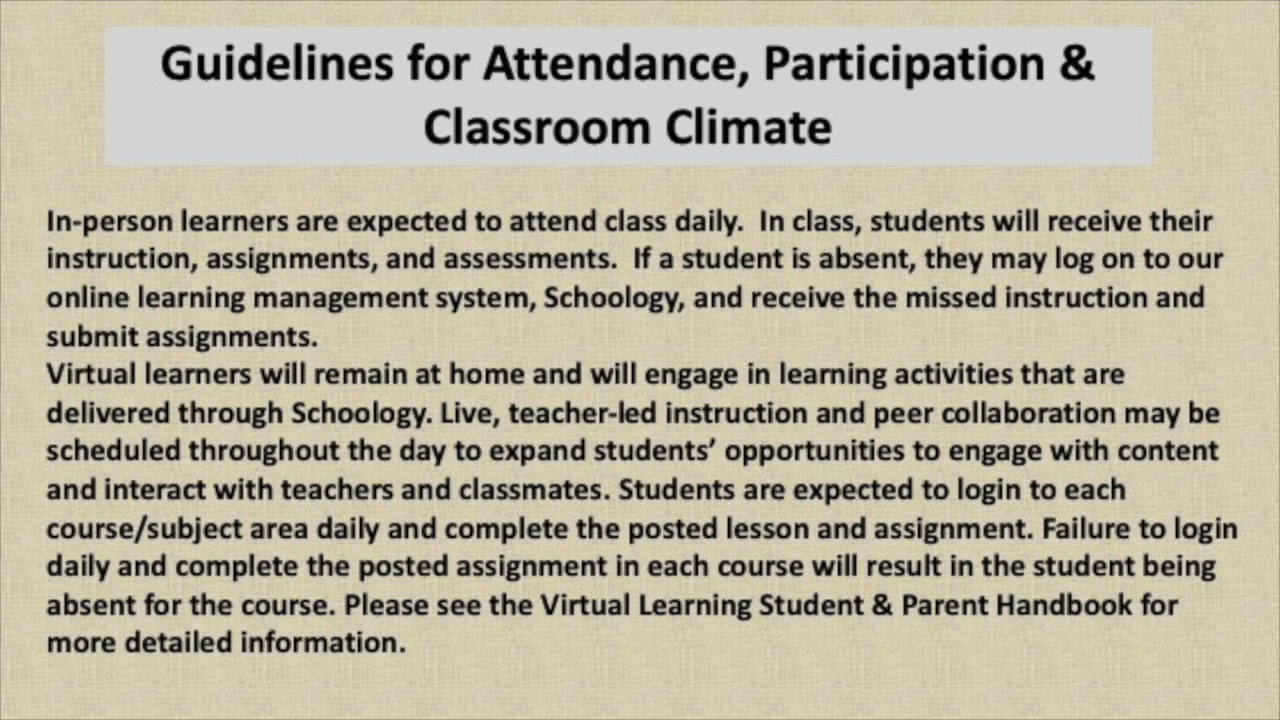 Guidelines for Attendance, Participation &
Classroom Climate
In-person learners are expected to attend class daily.  In class, students will receive their
instruction, assignments, and assessments.  If a student is absent, they may log on to our
online learning management system, Schoology, and receive the missed instruction and
submit assignments.
Virtual learners will remain at home and will engage in learning activities that are
delivered through Schoology. Live, teacher-led instruction and peer collaboration may be
scheduled throughout the day to expand students’ opportunities to engage with content
and interact with teachers and classmates. Students are expected to login to each
course/subject area daily and complete the posted lesson and assignment. Failure to login
daily and complete the posted assignment in each course will result in the student being
absent for the course. Please see the Virtual Learning Student & Parent Handbook for
more detailed information.